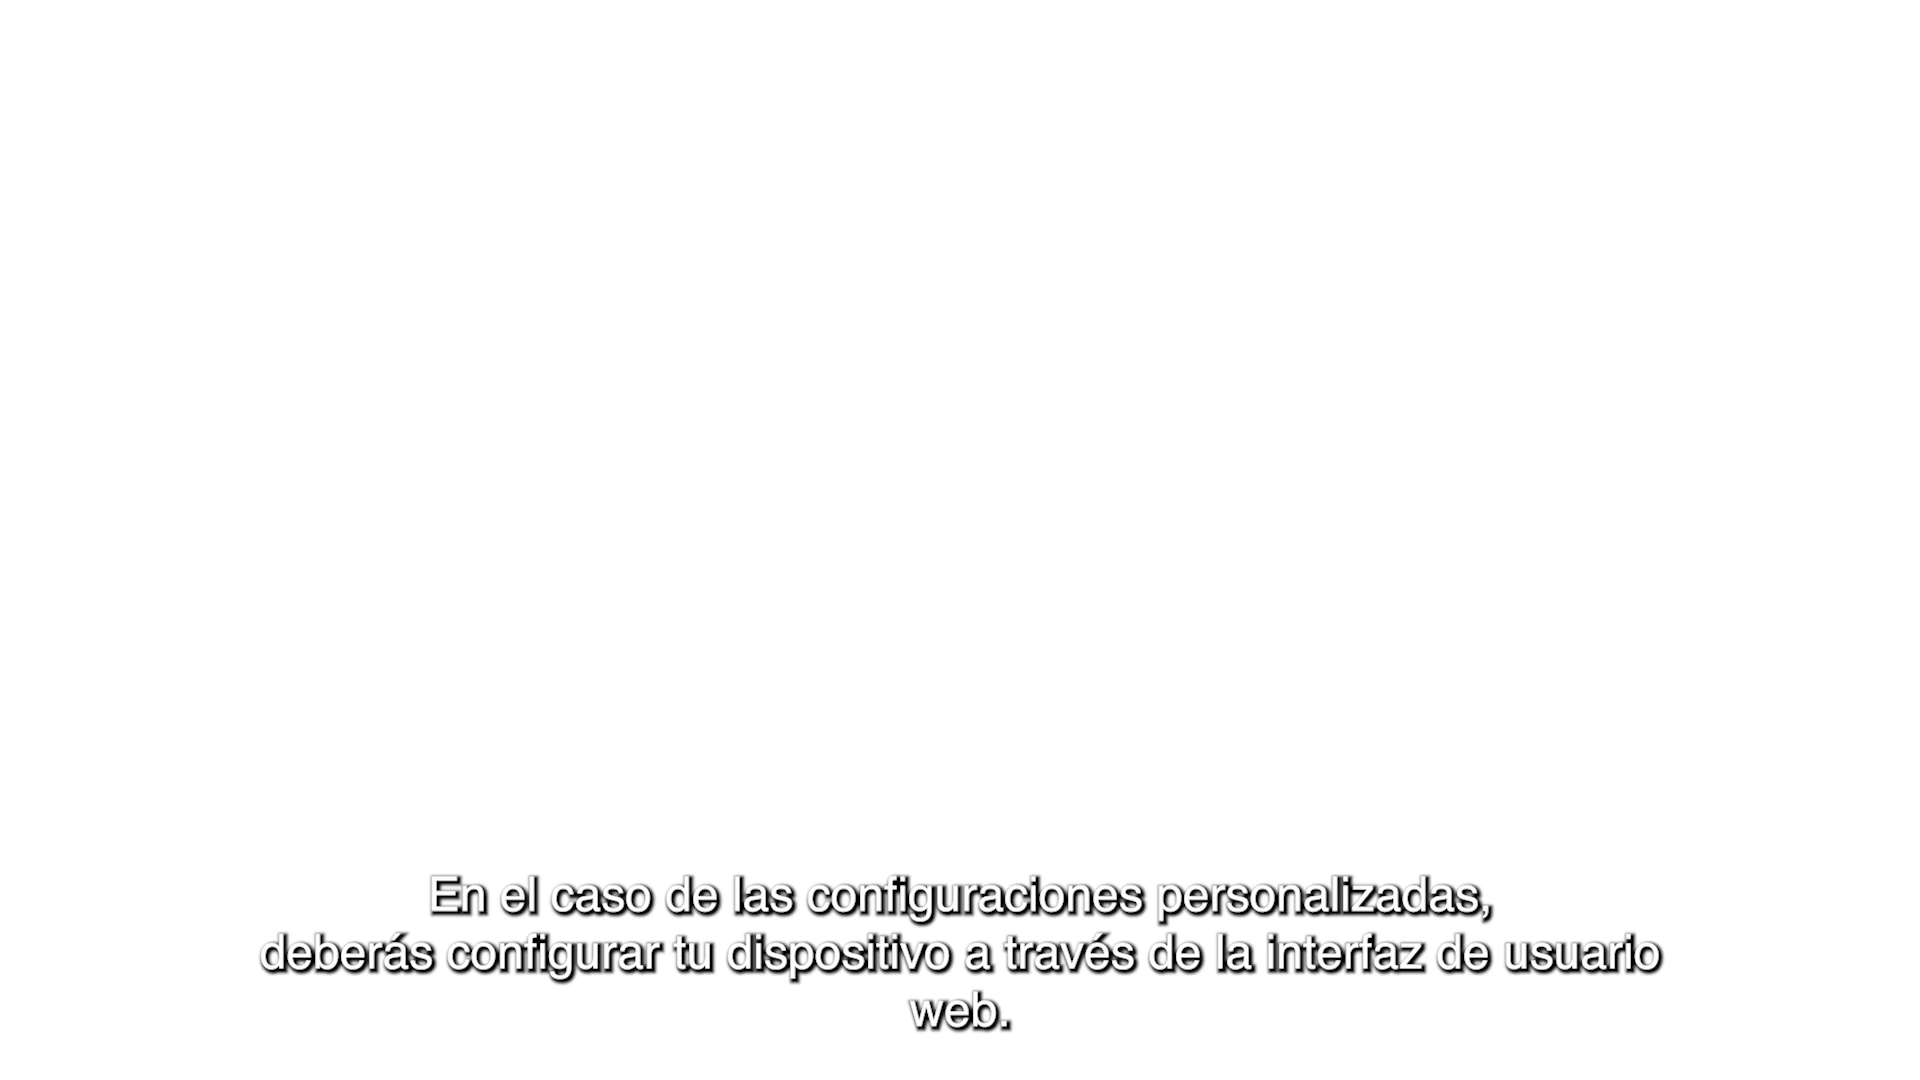 En el caso de las configuraciones personalizadas,
deberás configurar tu dispositivo a través de la interfaz de usuario
web.